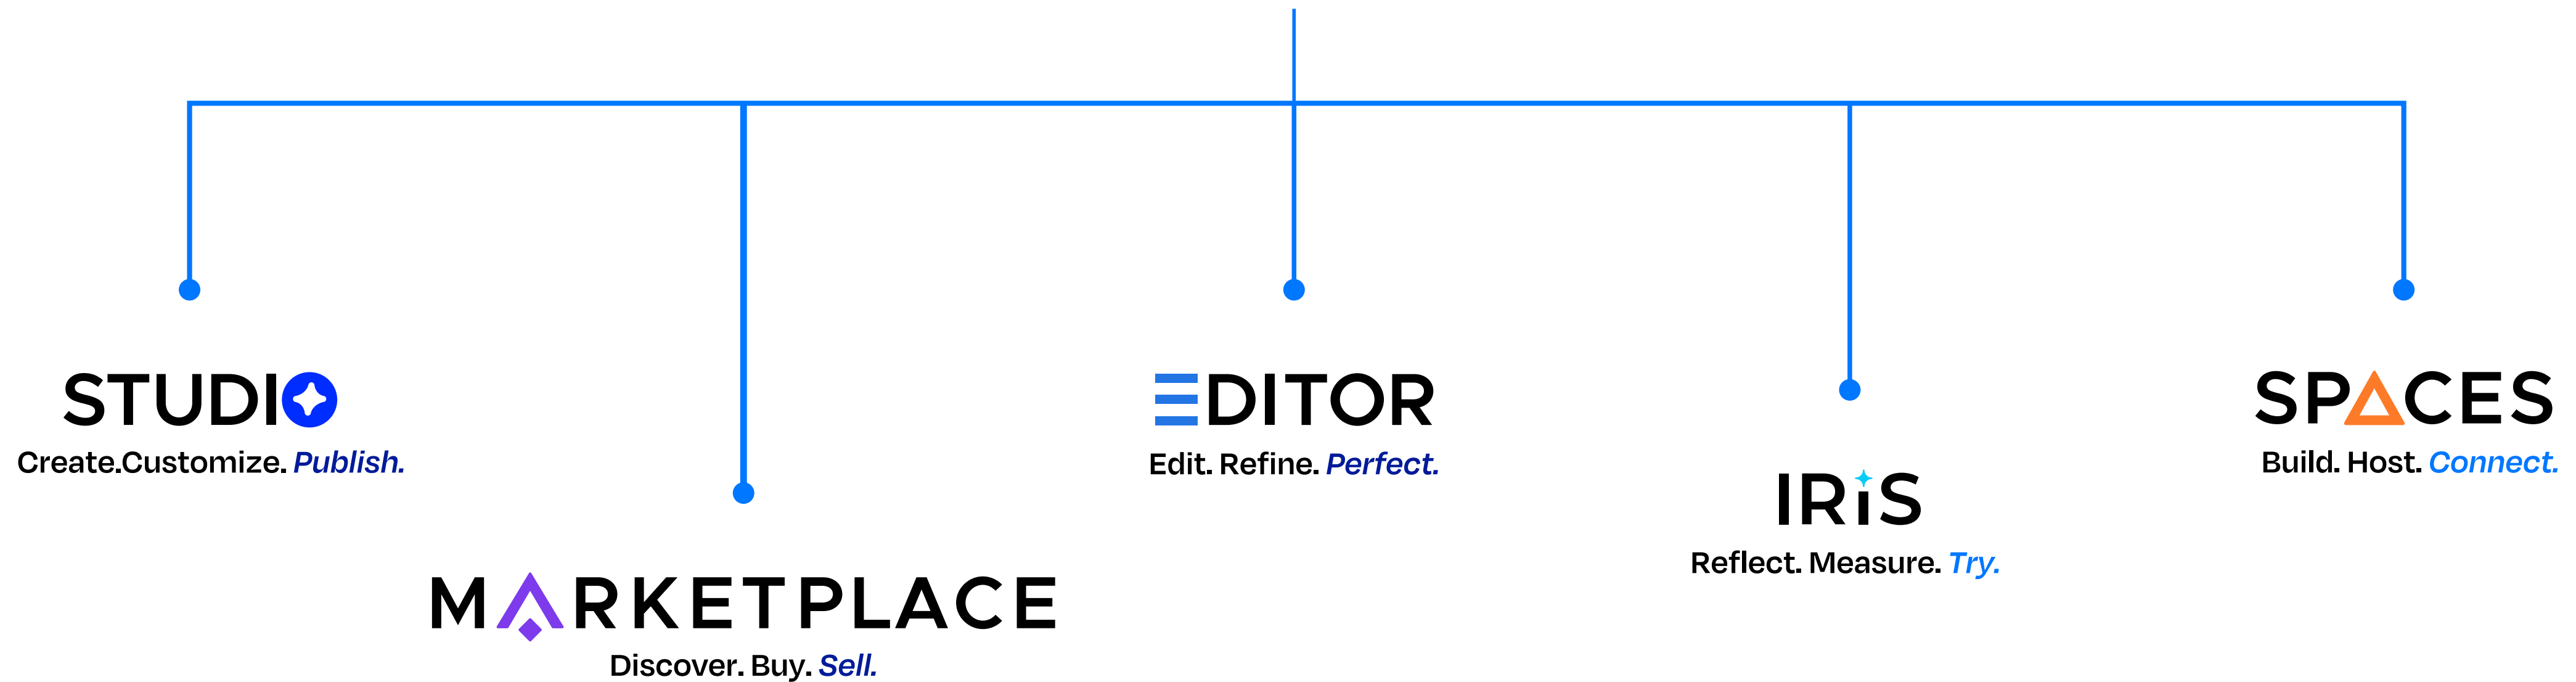 STUDIO
Create.Customize. Publish.
MARKETPLACE
Discover. Buy. Sell.
EDITOR
Edit. Refine. Perfect.
IRiS
Reflect. Measure. Try.
SPACES
Build. Host. Connect.